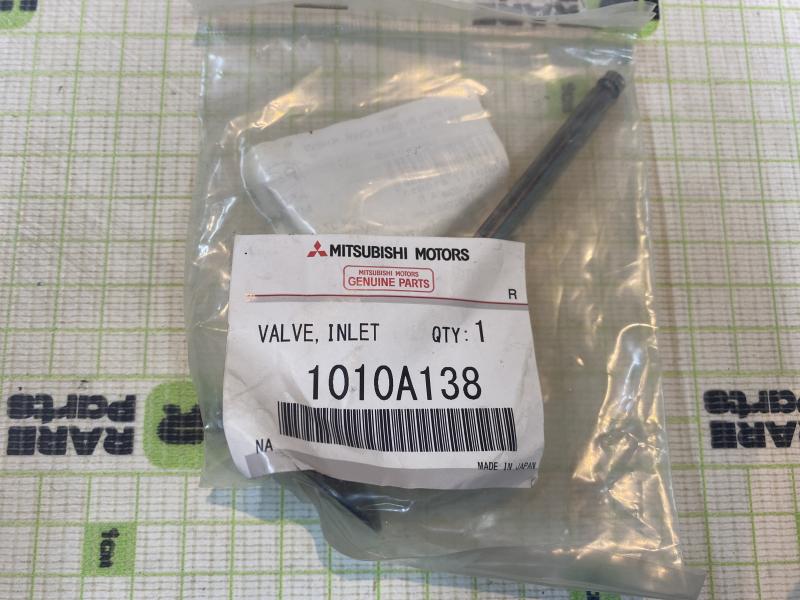 MITSUBISHI MOTORS
MITSUBISHI MOTORS
GENUINE PARTS
R
VALVE, INLET QTY: 1
1010A138
NA
MADE IN JAPAN
RARE
Parts
RARE
Parts
1cm